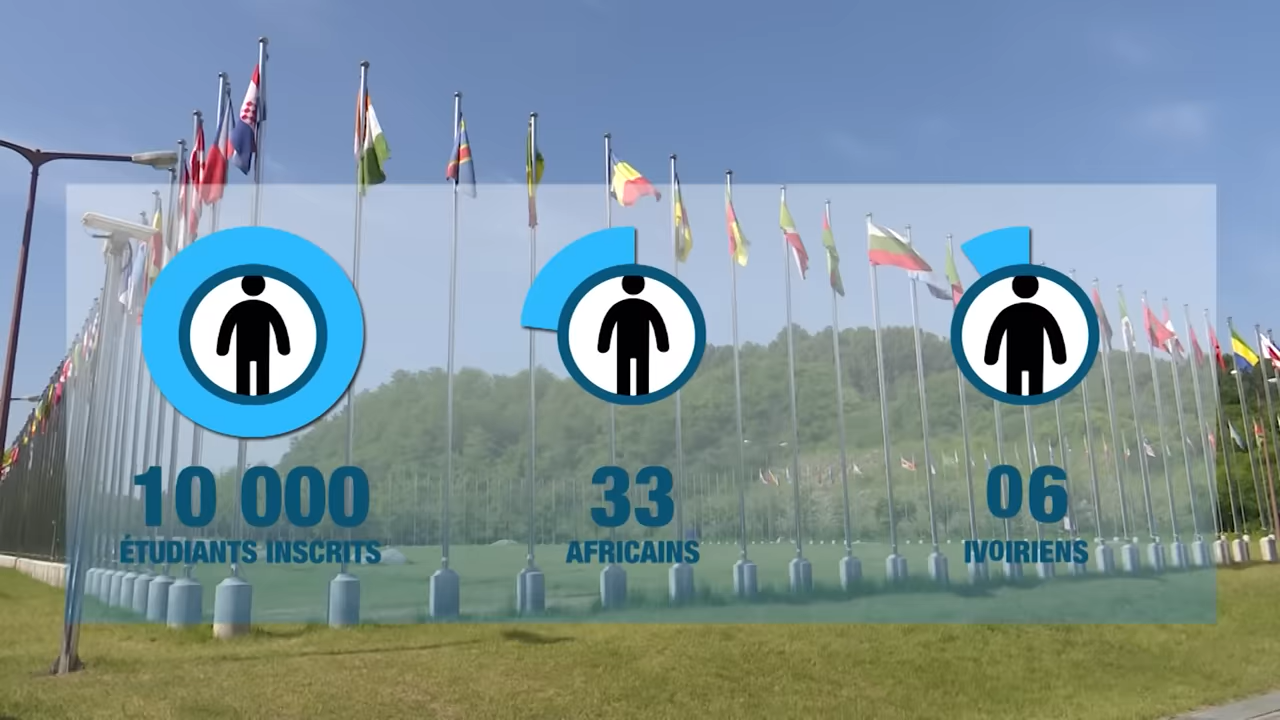 10 000
ÉTUDIANTS INSCRITS
33
AFRICAINS
06
IVOIRIENS